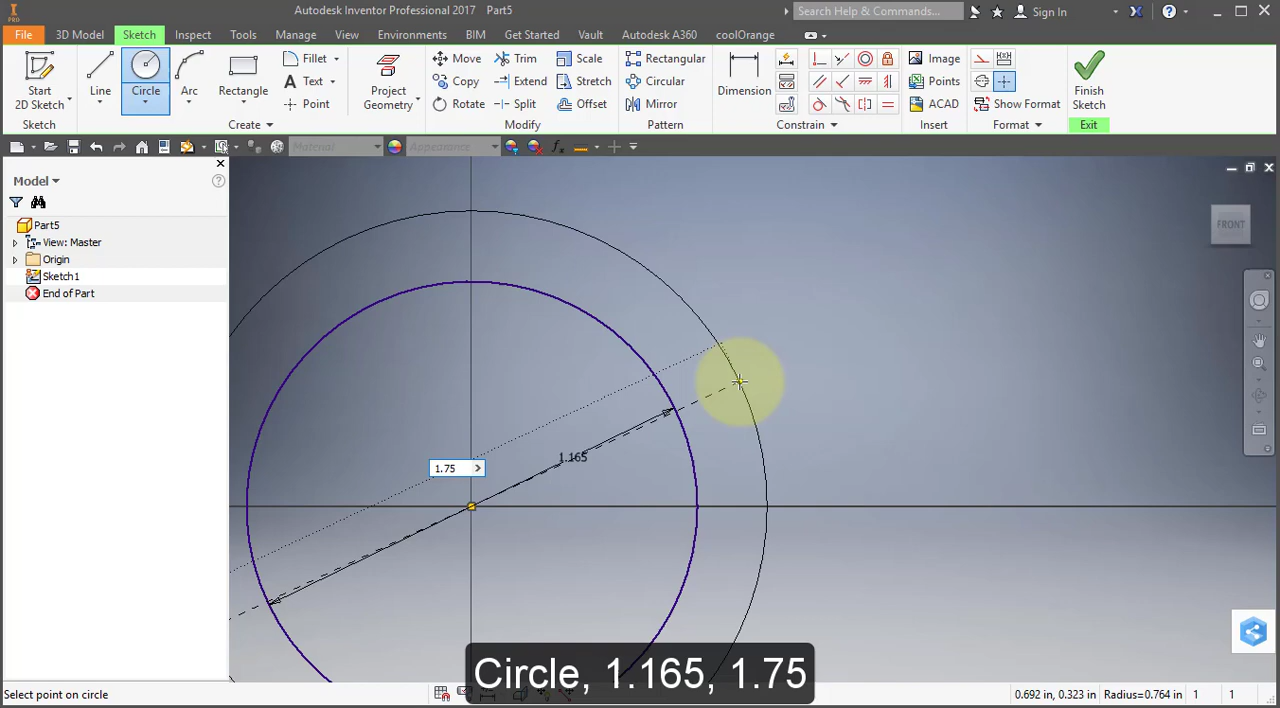 Autodesk Inventor Professional 2017 Part5
Search Help & Commands...
Sign In
PRO
File 3D Model Sketch Inspect Tools Manage View Environments BIM Get Started Vault Autodesk A360 coolOrange
Start
2D Sketch
Line
Circle
Arc
Rectangle
Fillet
Text
Point
Project
Geometry
Move
Copy
Rotate
Trim
Extend
Split
Scale
Stretch
Offset
Rectangular
Circular
Mirror
Dimension
Image
Points
ACAD
Show Format
Finish
Sketch
Sketch Create Modify Pattern Constrain Insert Format Exit
Material Appearance
Model
Part5
View: Master
Origin
Sketch1
End of Part
FRONT
1.165
1.75
Circle, 1.165, 1.75
Select point on circle
0.692 in, 0.323 in Radius=0.764 in 1 1